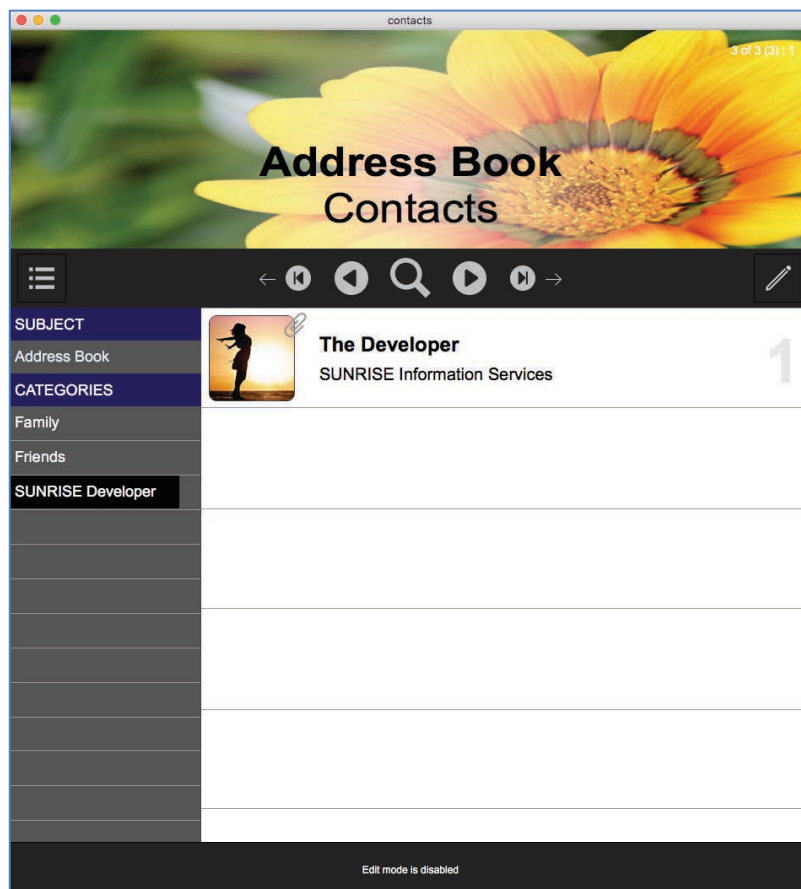 contacts
3 of 3 (3) : 1
Address Book
Contacts
SUBJECT
Address Book
CATEGORIES
Family
Friends
SUNRISE Developer
The Developer
SUNRISE Information Services
1
Edit mode is disabled